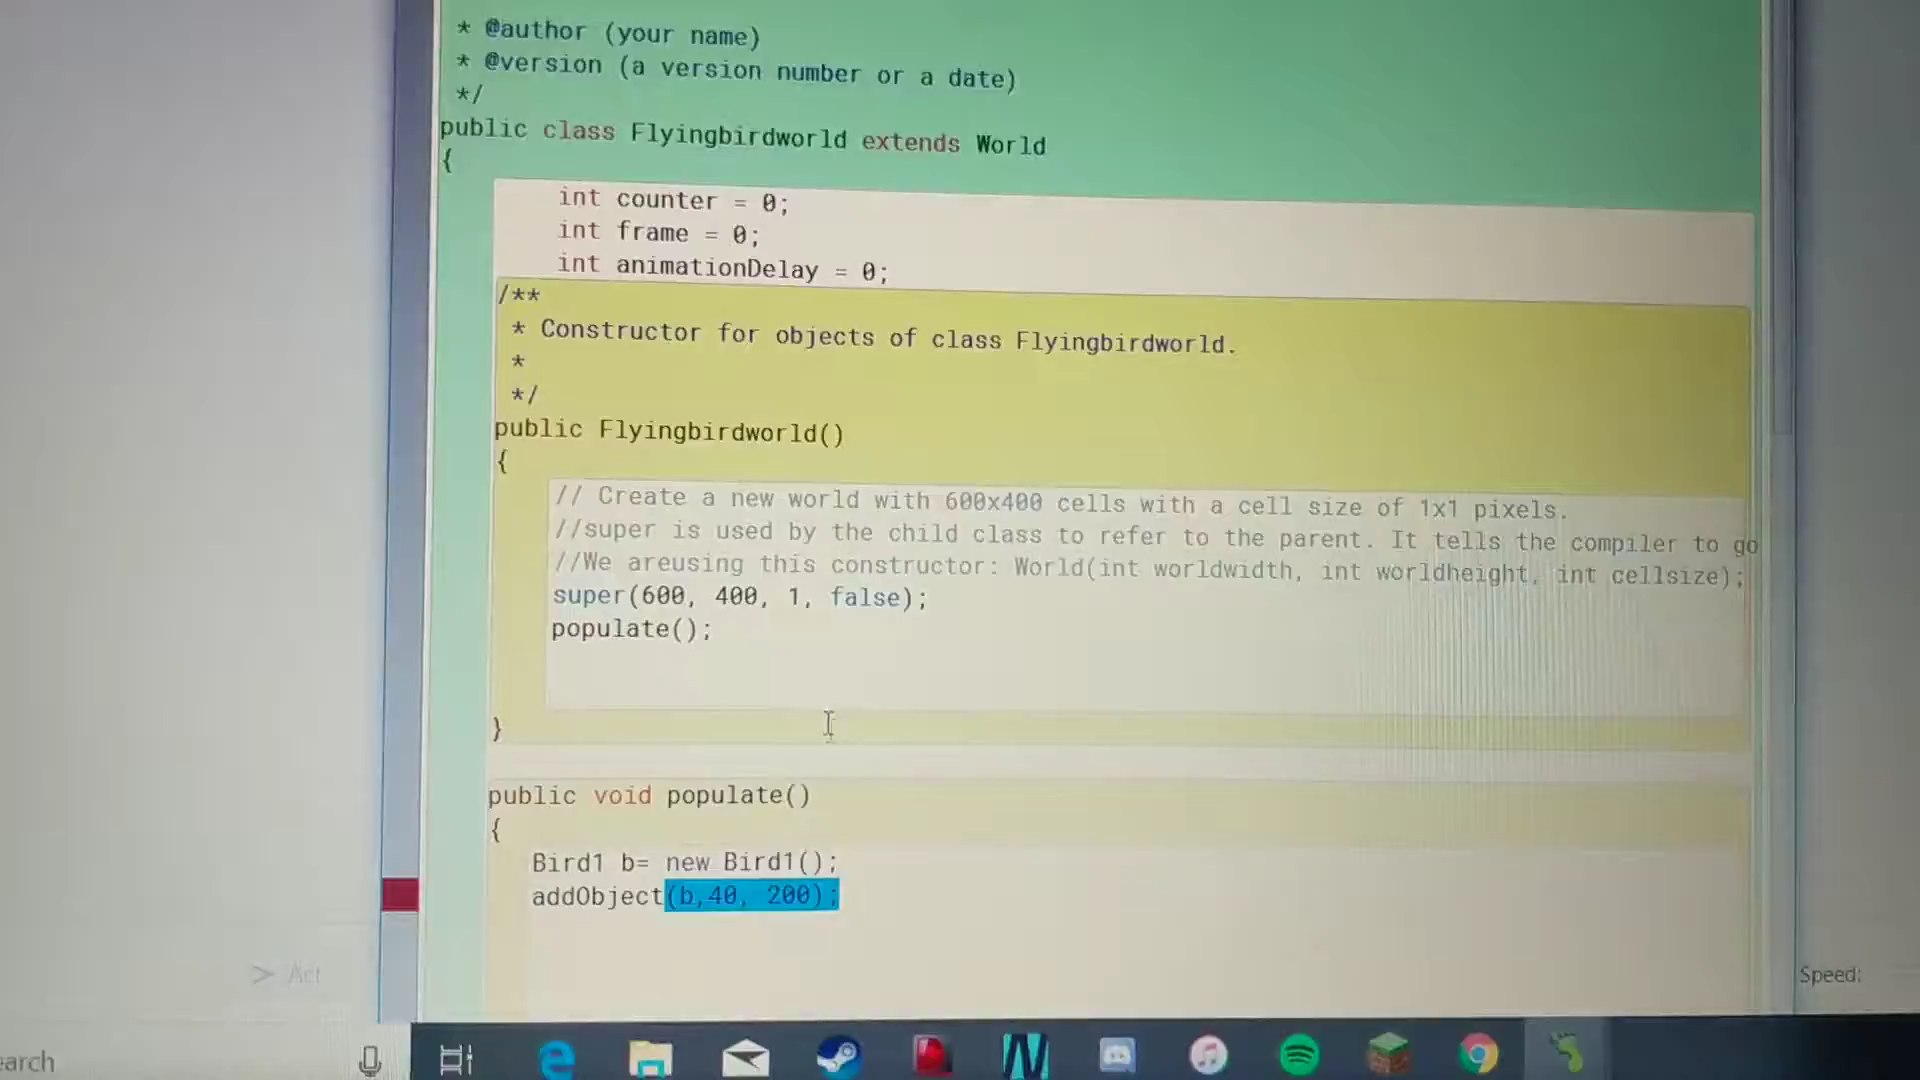 * @author (your name)
* @version (a version number or a date)
*/
public class Flyingbirdworld extends World
{
int counter = 0;
int frame = 0;
int animationDelay = 0;
/**
* Constructor for objects of class Flyingbirdworld.
*
*/
public Flyingbirdworld()
{
// Create a new world with 600x400 cells with a cell size of 1x1 pixels.
//super is used by the child class to refer to the parent. It tells the compiler to go
//We areusing this constructor: World(int worldwidth, int worldheight, int cellsize);
super(600, 400, 1, false);
populate();
}
public void populate()
{
Bird1 b= new Bird1();
addObject(b,40, 200);
> Act
Speed:
earch